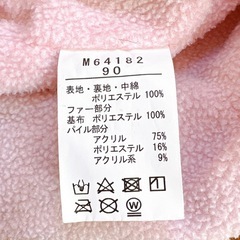 M64182
90
表地・裏地・中綿
ポリエステル 100%
ファー部分
基布 ポリエステル 100%
パイル部分
アクリル 75%
ポリエステル 16%
アクリル系 9%